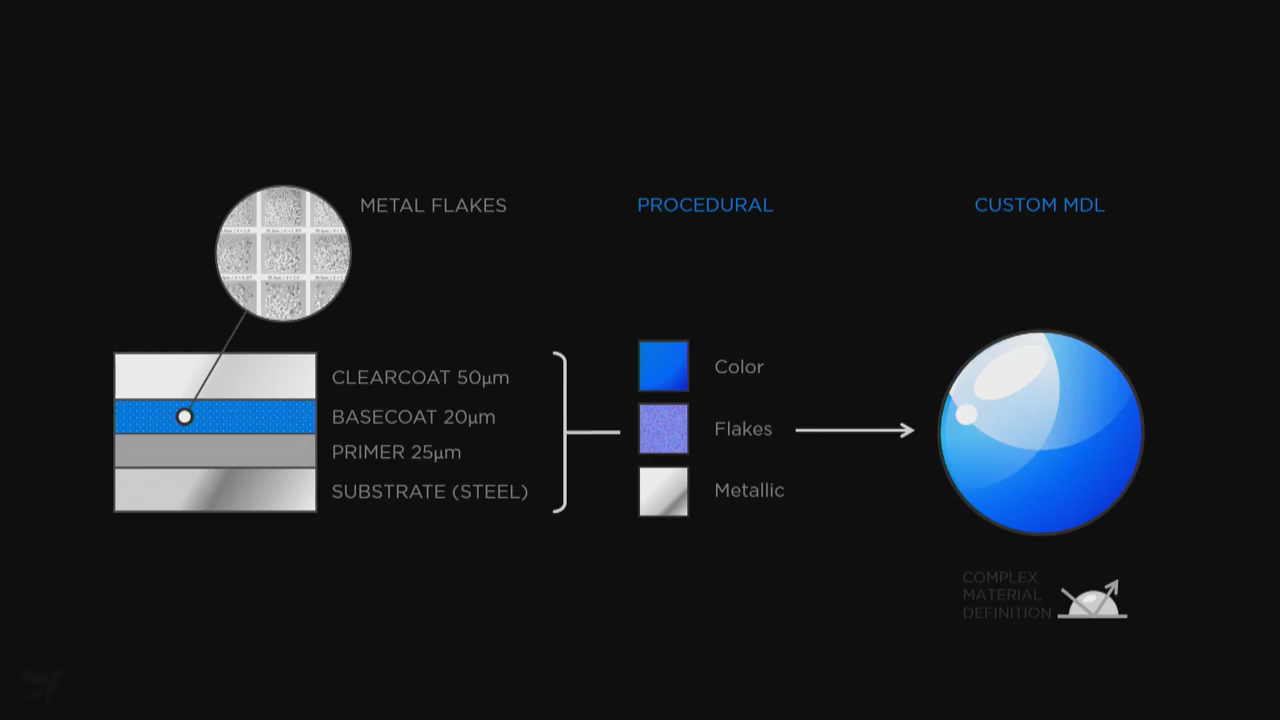 METAL FLAKES
PROCEDURAL
CUSTOM MDL
CLEARCOAT 50µm
BASECOAT 20µm
PRIMER 25µm
SUBSTRATE (STEEL)
Color
Flakes
Metallic
COMPLEX
MATERIAL
DEFINITION